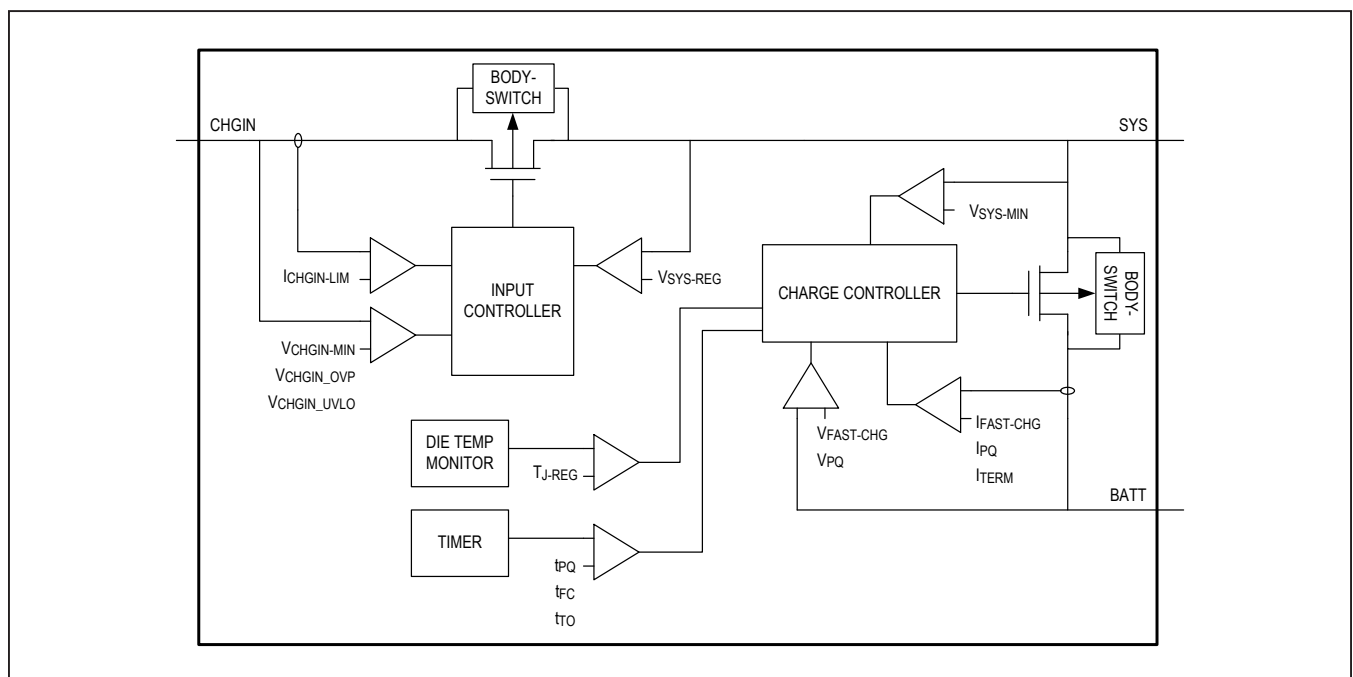 BODY-
SWITCH
CHGIN
SYS
VSYS-MIN
ICHGIN-LIM
INPUT
CONTROLLER
VSYS-REG
CHARGE CONTROLLER
BODY-
SWITCH
VCHGIN-MIN
VCHGIN_OVP
VCHGIN_UVLO
DIE TEMP
MONITOR
TJ-REG
VFAST-CHG
VPQ
IFAST-CHG
IPQ
ITERM
BATT
TIMER
tPQ
tFC
tTO